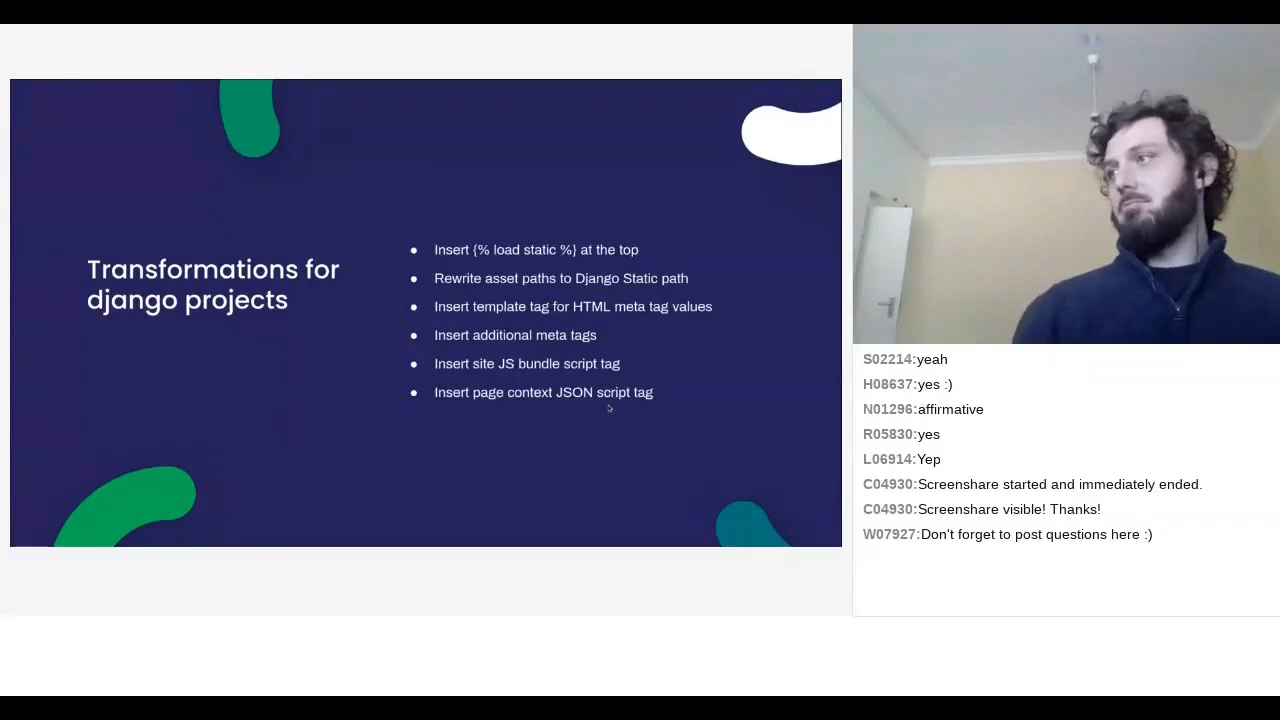 Transformations for
django projects
● Insert {% load static %} at the top
● Rewrite asset paths to Django Static path
● Insert template tag for HTML meta tag values
● Insert additional meta tags
● Insert site JS bundle script tag
● Insert page context JSON script tag
S02214:yeah
H08637:yes :)
N01296:affirmative
R05830:yes
L06914:Yep
C04930:Screenshare started and immediately ended.
C04930:Screenshare visible! Thanks!
W07927:Don't forget to post questions here :)